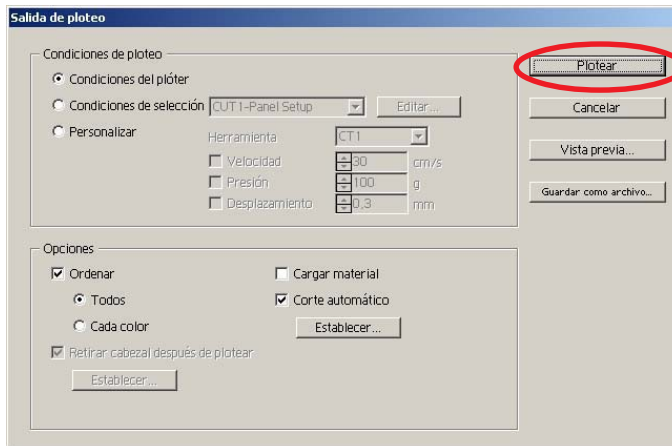 Salida de ploteo
Condiciones de ploteo
Condiciones del plóter
Condiciones de selección CUT1-Panel Setup Editar...
Personalizar Herramienta CT1
Velocidad 30 cm/s
Presión 100 g
Desplazamiento 0,3 mm
Plotear
Cancelar
Vista previa...
Guardar como archivo...
Opciones
Ordenar Cargar material
Todos Corte automático
Cada color Establecer...
Retirar cabezal después de plotear
Establecer...